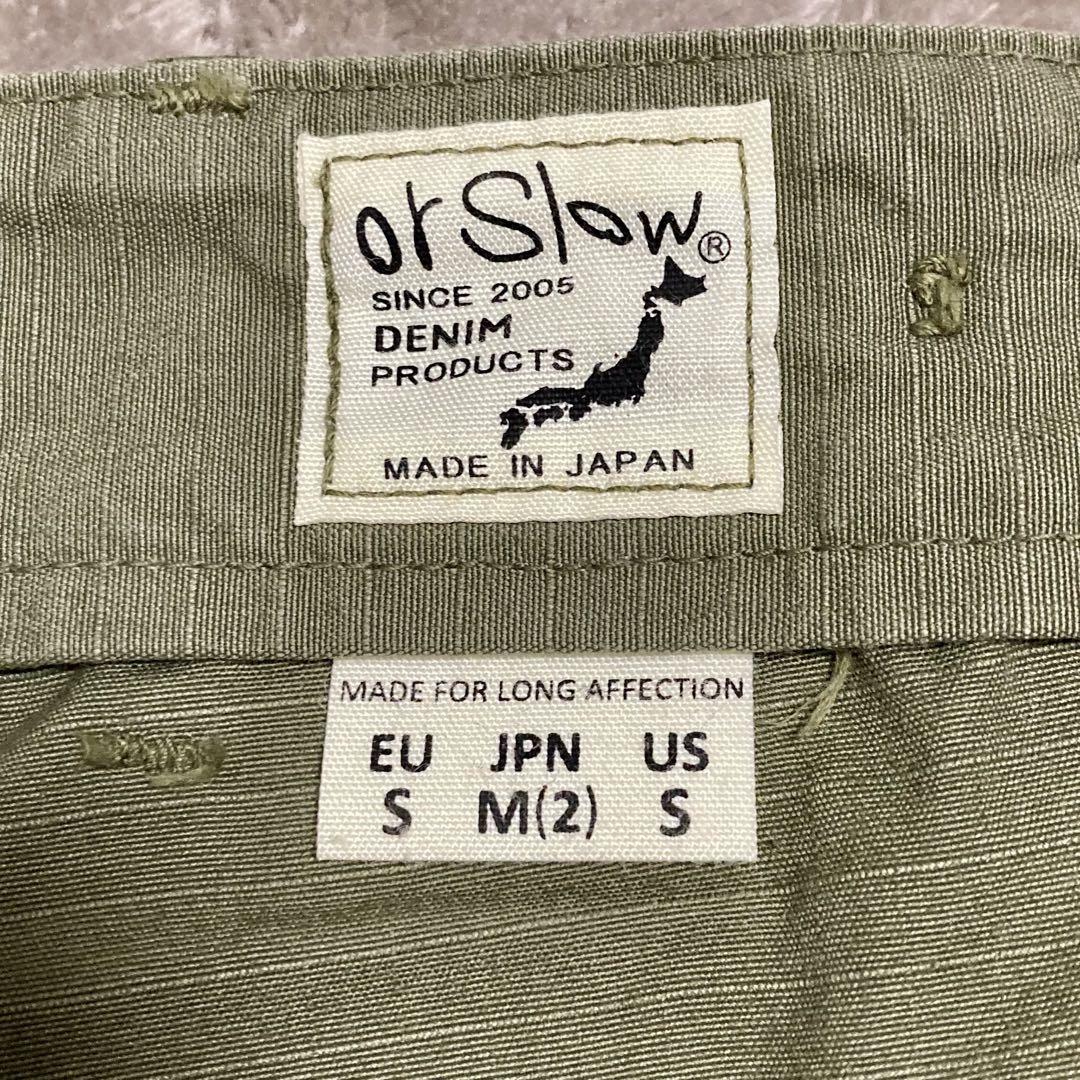 orSlow®
SINCE 2005
DENIM
PRODUCTS
MADE IN JAPAN
MADE FOR LONG AFFECTION
EU JPN US
S M(2) S